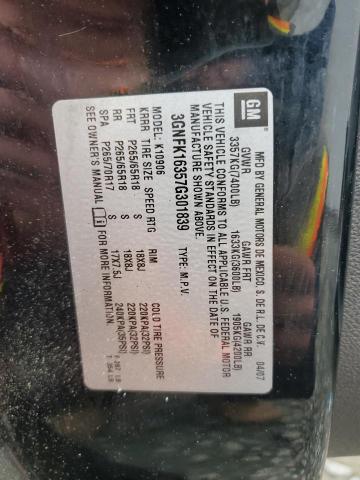 GM
MFD BY GENERAL MOTORS DE MEXICO, S. DE R.L. DE C.V. 04/07
GVWR GAWR FRT GAWR RR
3357KG(7400LB) 1633KG(3600LB) 1905KG(4200LB)
THIS VEHICLE CONFORMS TO ALL APPLICABLE U.S. FEDERAL MOTOR
VEHICLE SAFETY STANDARDS IN EFFECT ON THE DATE OF
MANUFACTURE SHOWN ABOVE.
3GNFK16357G301839 TYPE: M.P.V.
MODEL: K10906
KRRR TIRE SIZE SPEED RTG RIM COLD TIRE PRESSURE
FRT P265/65R18 S 18X8J 220KPA(32PSI)
RR P265/65R18 S 18X8J 220KPA(32PSI)
SPA P265/70R17 S 17X7.5J 240KPA(35PSI)
SEE OWNER'S MANUAL i FOR MORE INFORMATION.